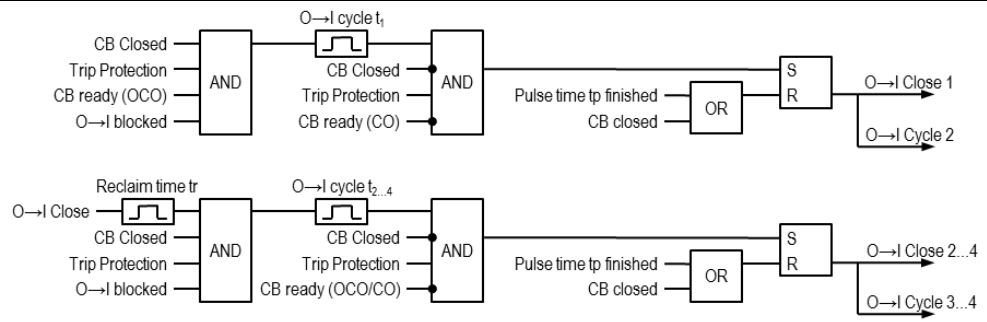 O→I cycle t₁
CB Closed
Trip Protection
CB ready (OCO)
O→I blocked
AND
CB Closed
Trip Protection
CB ready (CO)
AND
Pulse time tp finished
CB closed
OR
S
R
O→I Close 1
O→I Cycle 2
Reclaim time tr
O→I cycle t₂...₄
O→I Close
CB Closed
Trip Protection
O→I blocked
AND
CB Closed
Trip Protection
CB ready (OCO/CO)
AND
Pulse time tp finished
CB closed
OR
S
R
O→I Close 2...4
O→I Cycle 3...4